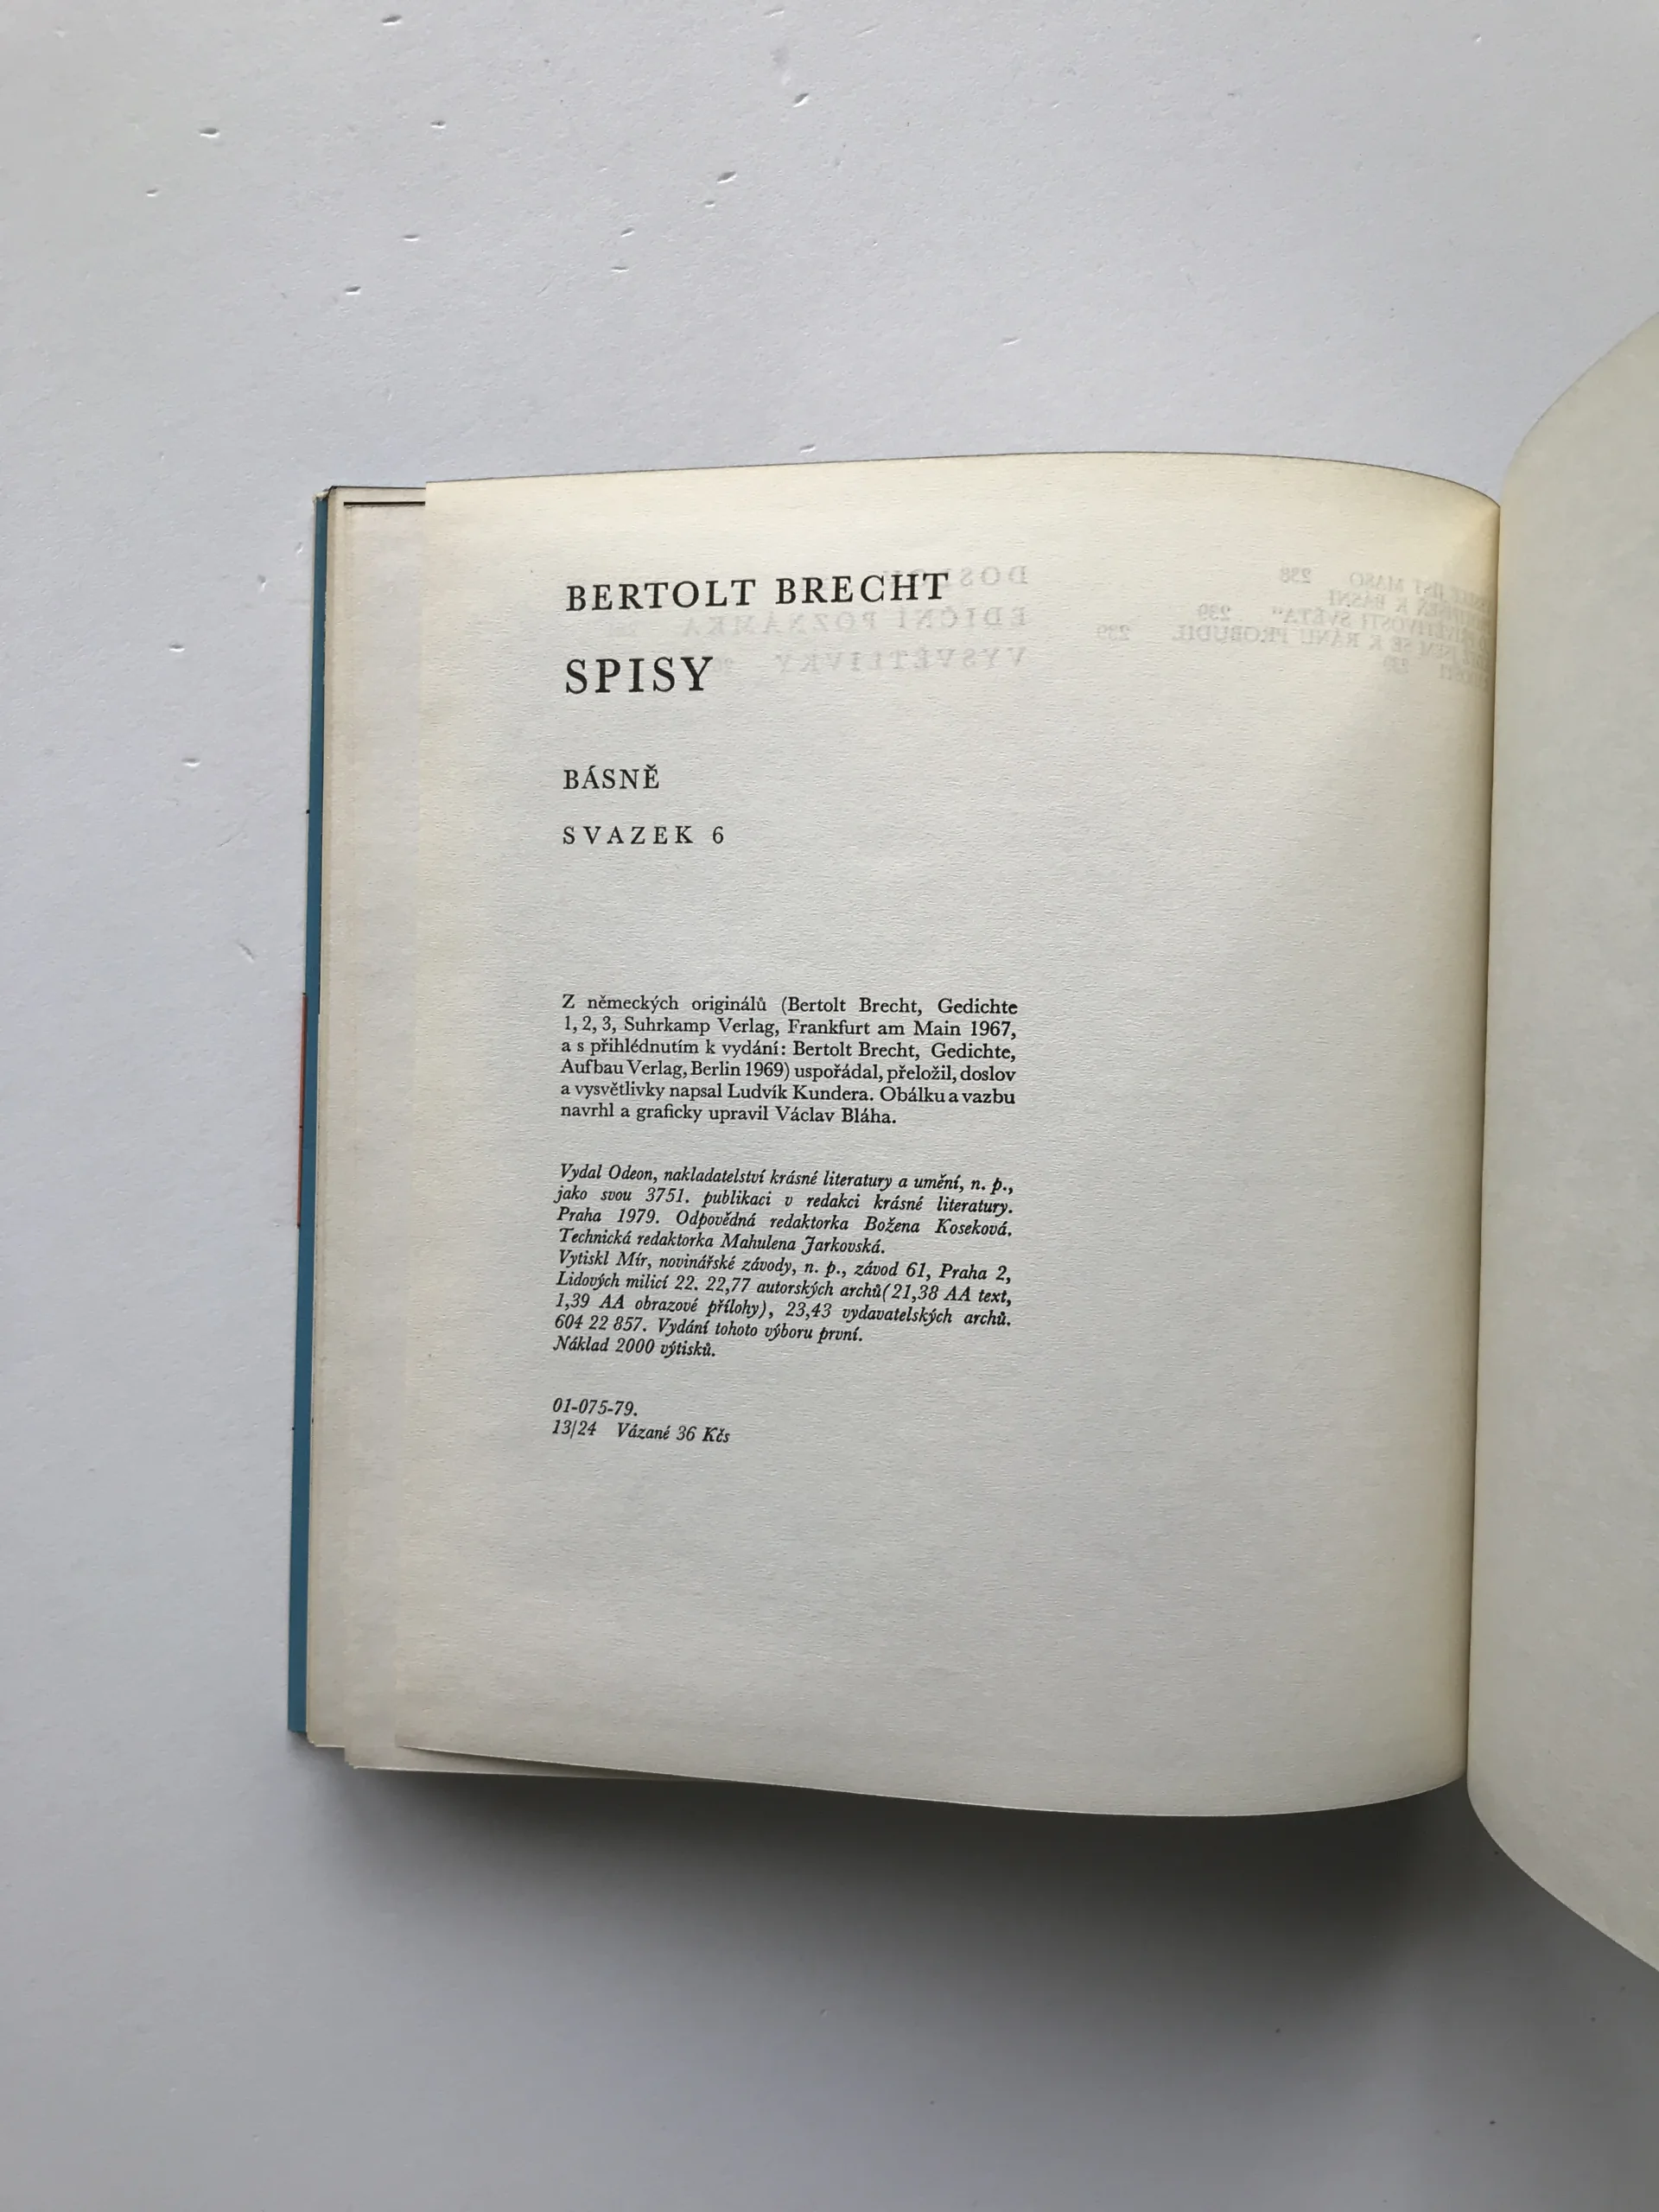 BERTOLT BRECHT
SPISY
BÁSNĚ
SVAZEK 6
Z německých originálů (Bertolt Brecht, Gedichte
1, 2, 3, Suhrkamp Verlag, Frankfurt am Main 1967,
a s přihlédnutím k vydání: Bertolt Brecht, Gedichte,
Aufbau Verlag, Berlin 1969) uspořádal, přeložil, doslov
a vysvětlivky napsal Ludvík Kundera. Obálku a vazbu
navrhl a graficky upravil Václav Bláha.
Vydal Odeon, nakladatelství krásné literatury a umění, n. p.,
jako svou 3751. publikaci v redakci krásné literatury.
Praha 1979. Odpovědná redaktorka Božena Koseková.
Technická redaktorka Mahulena Jarkovská.
Vytiskl Mír, novinářské závody, n. p., závod 61, Praha 2,
Lidových milicí 22. 22,77 autorských archů (21,38 AA text,
1,39 AA obrazové přílohy), 23,43 vydavatelských archů.
604 22 857. Vydání tohoto výboru první.
Náklad 2000 výtisků.
01-075-79.
13/24 Vázané 36 Kčs